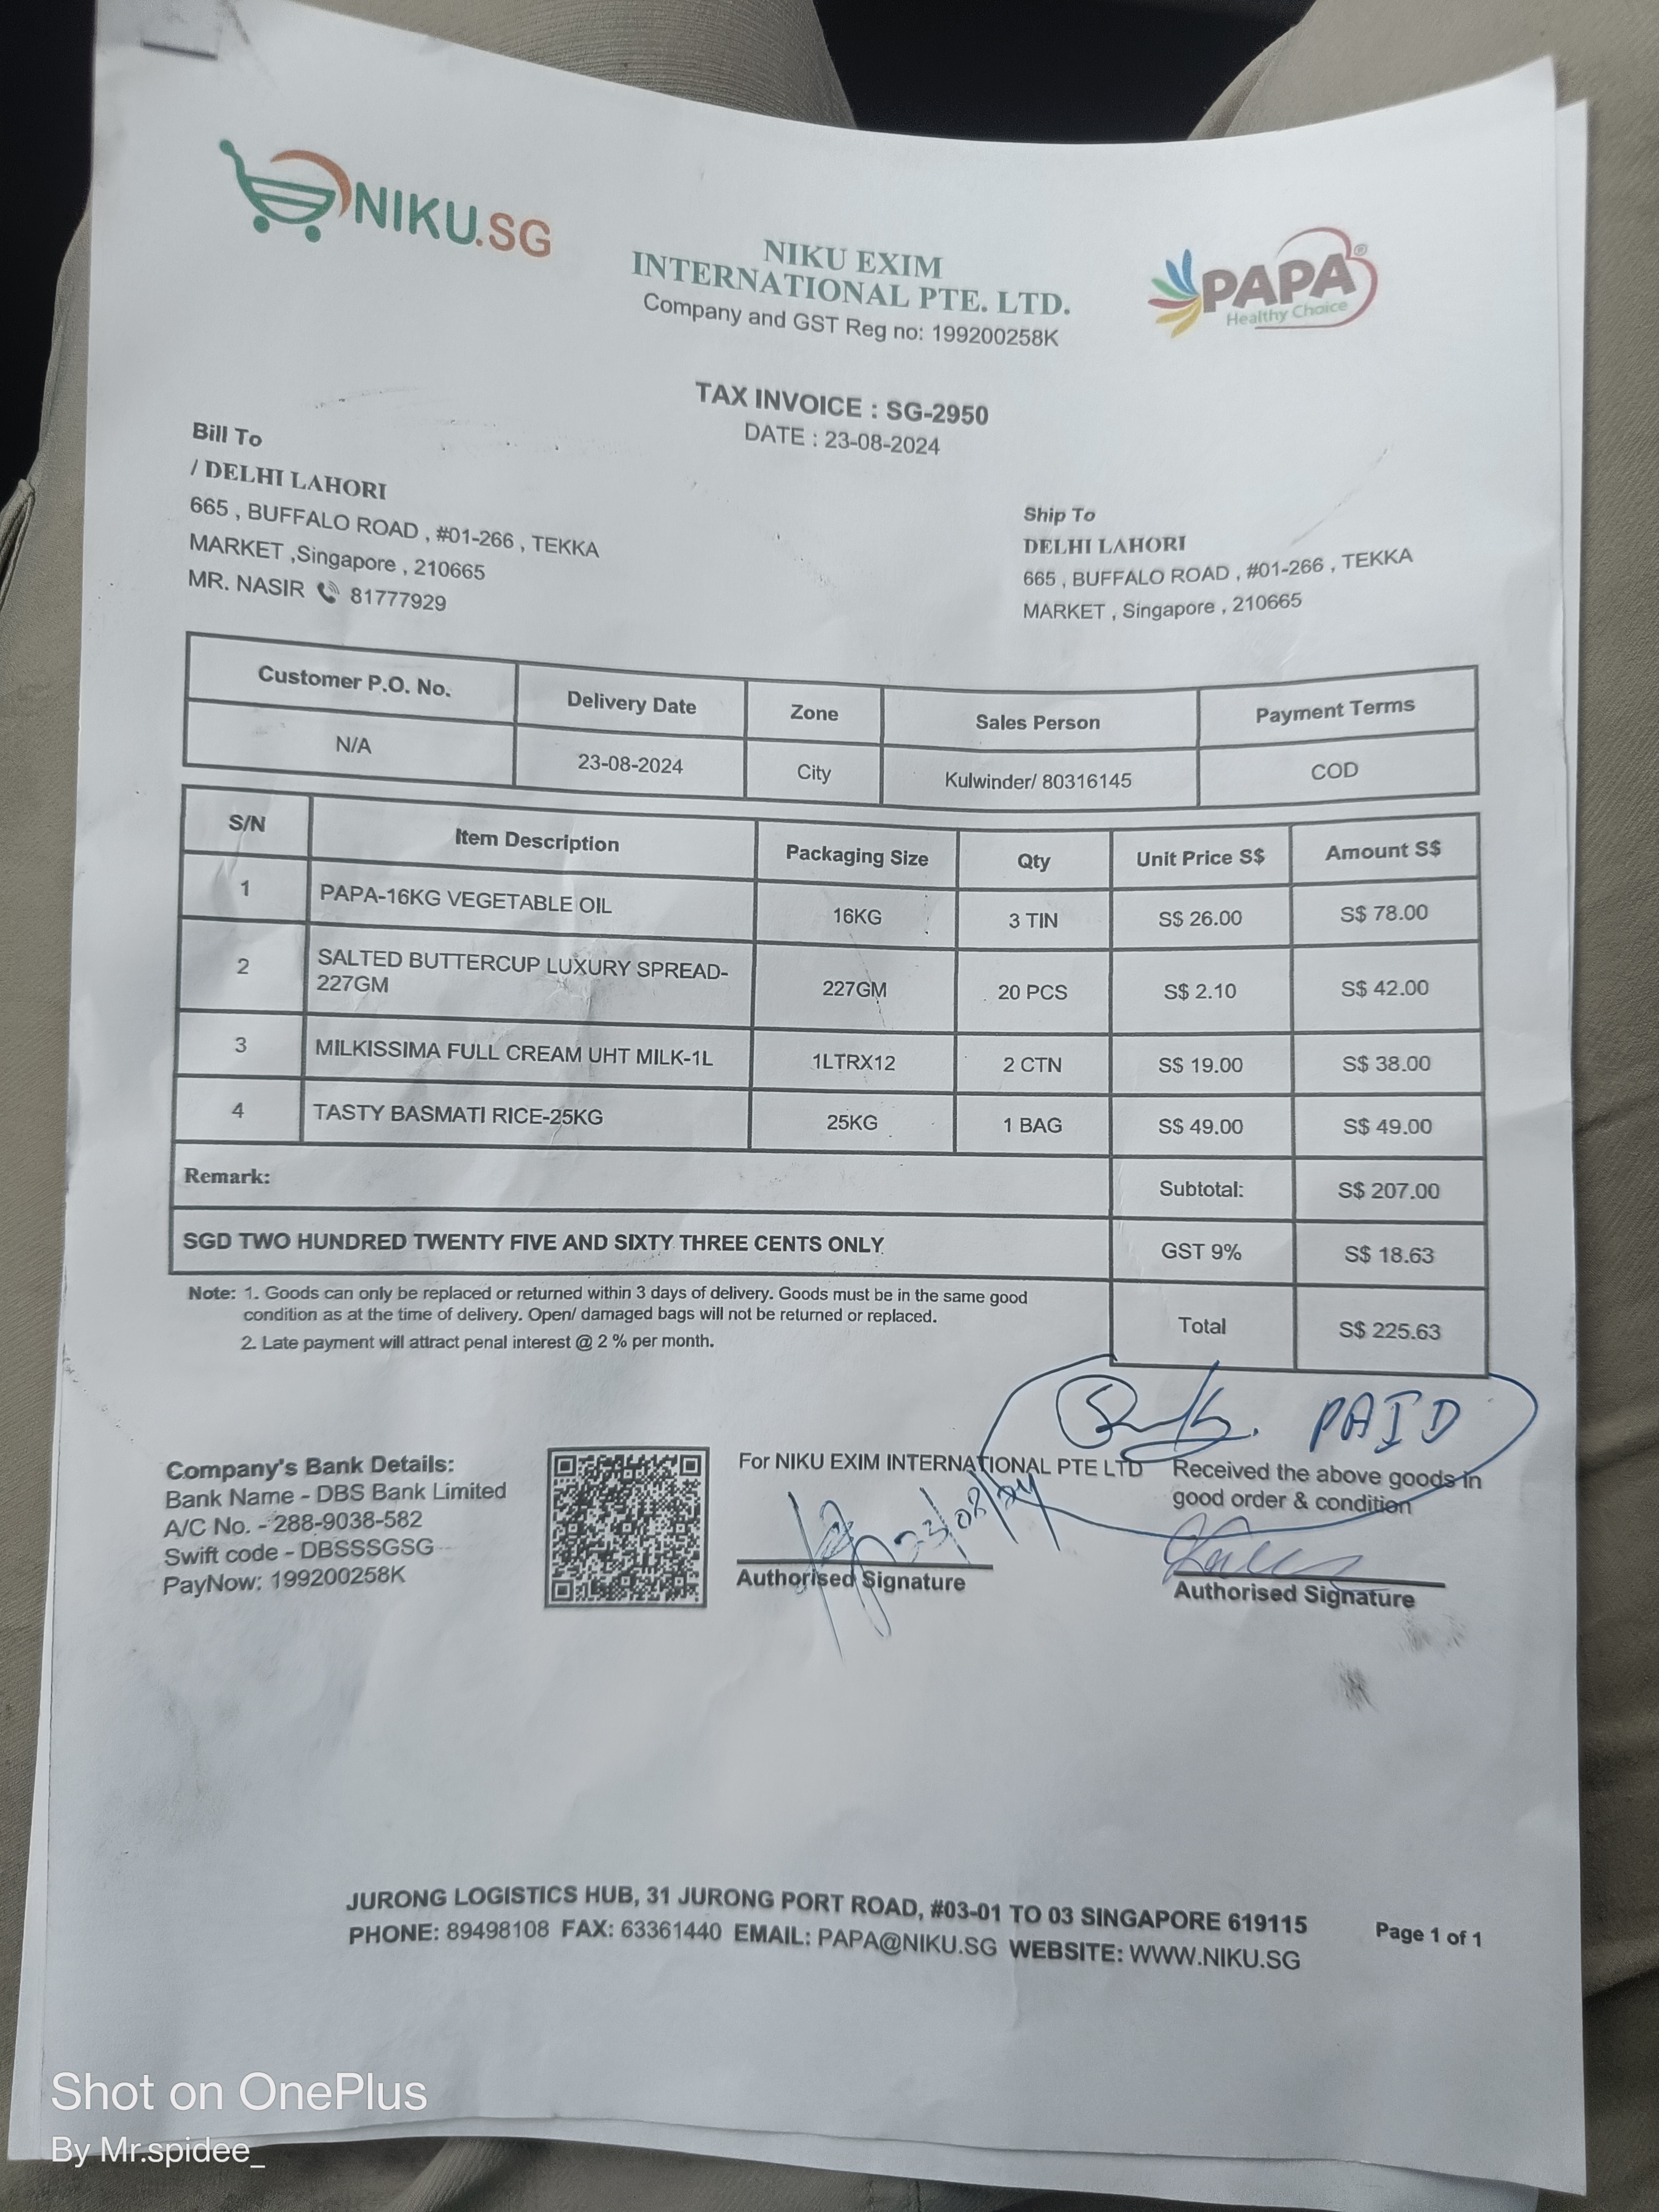 NIKU.SG
NIKU EXIM
INTERNATIONAL PTE. LTD.
Company and GST Reg no: 199200258K
PAPA®
Healthy Choice
TAX INVOICE : SG-2950
DATE : 23-08-2024
Bill To
/ DELHI LAHORI
665 , BUFFALO ROAD , #01-266 , TEKKA
MARKET ,Singapore , 210665
MR. NASIR 81777929
Ship To
DELHI LAHORI
665 , BUFFALO ROAD , #01-266 , TEKKA
MARKET , Singapore , 210665
Customer P.O. No. Delivery Date Zone Sales Person Payment Terms
N/A 23-08-2024 City Kulwinder/ 80316145 COD
S/N Item Description Packaging Size Qty Unit Price S$ Amount S$
1 PAPA-16KG VEGETABLE OIL 16KG 3 TIN S$ 26.00 S$ 78.00
2 SALTED BUTTERCUP LUXURY SPREAD-
227GM 227GM 20 PCS S$ 2.10 S$ 42.00
3 MILKISSIMA FULL CREAM UHT MILK-1L 1LTRX12 2 CTN S$ 19.00 S$ 38.00
4 TASTY BASMATI RICE-25KG 25KG 1 BAG S$ 49.00 S$ 49.00
Remark: Subtotal: S$ 207.00
SGD TWO HUNDRED TWENTY FIVE AND SIXTY THREE CENTS ONLY GST 9% S$ 18.63
Note: 1. Goods can only be replaced or returned within 3 days of delivery. Goods must be in the same good
condition as at the time of delivery. Open/ damaged bags will not be returned or replaced.
2. Late payment will attract penal interest @ 2 % per month.
Total S$ 225.63
PAID
Company's Bank Details:
Bank Name - DBS Bank Limited
A/C No. - 288-9038-582
Swift code - DBSSSGSG
PayNow: 199200258K
For NIKU EXIM INTERNATIONAL PTE LTD
23/08/24
Authorised Signature
Received the above goods in
good order & condition
Authorised Signature
JURONG LOGISTICS HUB, 31 JURONG PORT ROAD, #03-01 TO 03 SINGAPORE 619115
PHONE: 89498108 FAX: 63361440 EMAIL: PAPA@NIKU.SG WEBSITE: WWW.NIKU.SG
Page 1 of 1
Shot on OnePlus
By Mr.spidee_